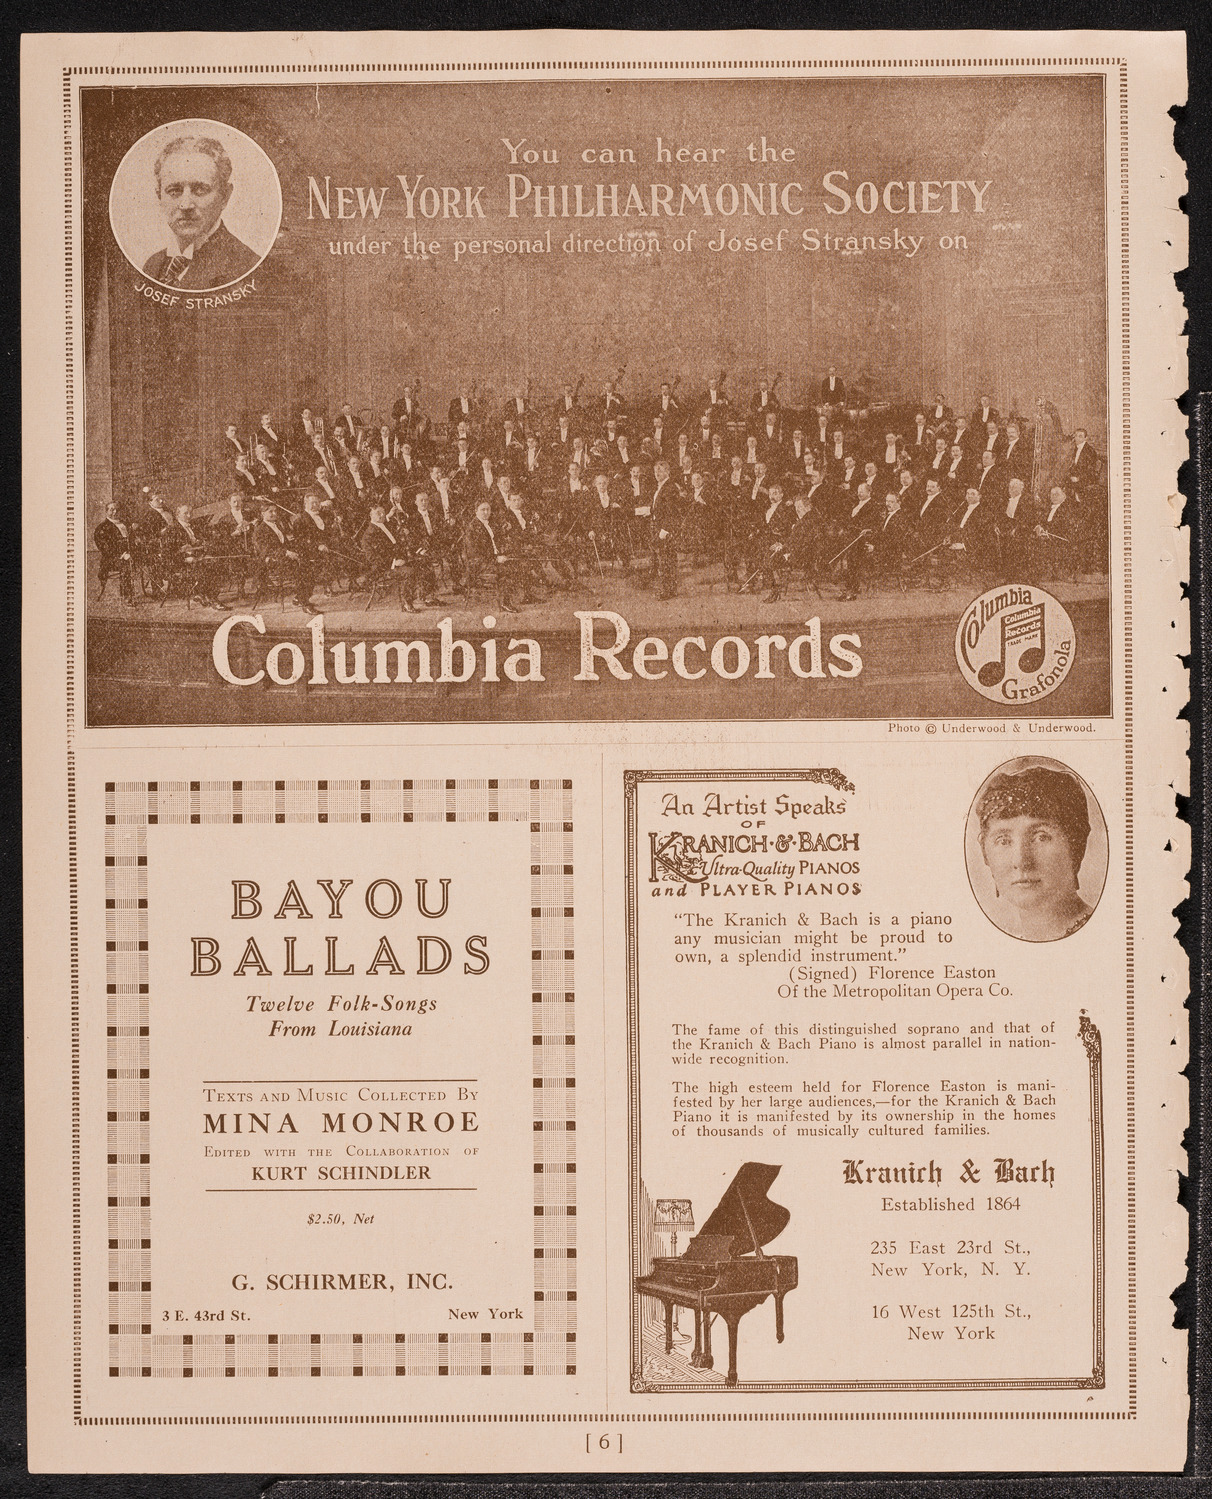 JOSEF STRANSKY
You can hear the
NEW YORK PHILHARMONIC SOCIETY
under the personal direction of Josef Stransky on
Columbia Records
Columbia
Columbia
Records
TRADE MARK
Grafonola
Photo © Underwood & Underwood.
BAYOU
BALLADS
Twelve Folk-Songs
From Louisiana
TEXTS AND MUSIC COLLECTED BY
MINA MONROE
EDITED WITH THE COLLABORATION OF
KURT SCHINDLER
$2.50, Net
G. SCHIRMER, INC.
3 E. 43rd St. New York
An Artist Speaks
OF
KRANICH·&·BACH
Ultra-Quality PIANOS
and PLAYER PIANOS
"The Kranich & Bach is a piano
any musician might be proud to
own, a splendid instrument."
(Signed) Florence Easton
Of the Metropolitan Opera Co.
The fame of this distinguished soprano and that of
the Kranich & Bach Piano is almost parallel in nation-
wide recognition.
The high esteem held for Florence Easton is mani-
fested by her large audiences,—for the Kranich & Bach
Piano it is manifested by its ownership in the homes
of thousands of musically cultured families.
Kranich & Bach
Established 1864
235 East 23rd St.,
New York, N. Y.
16 West 125th St.,
New York
[ 6 ]